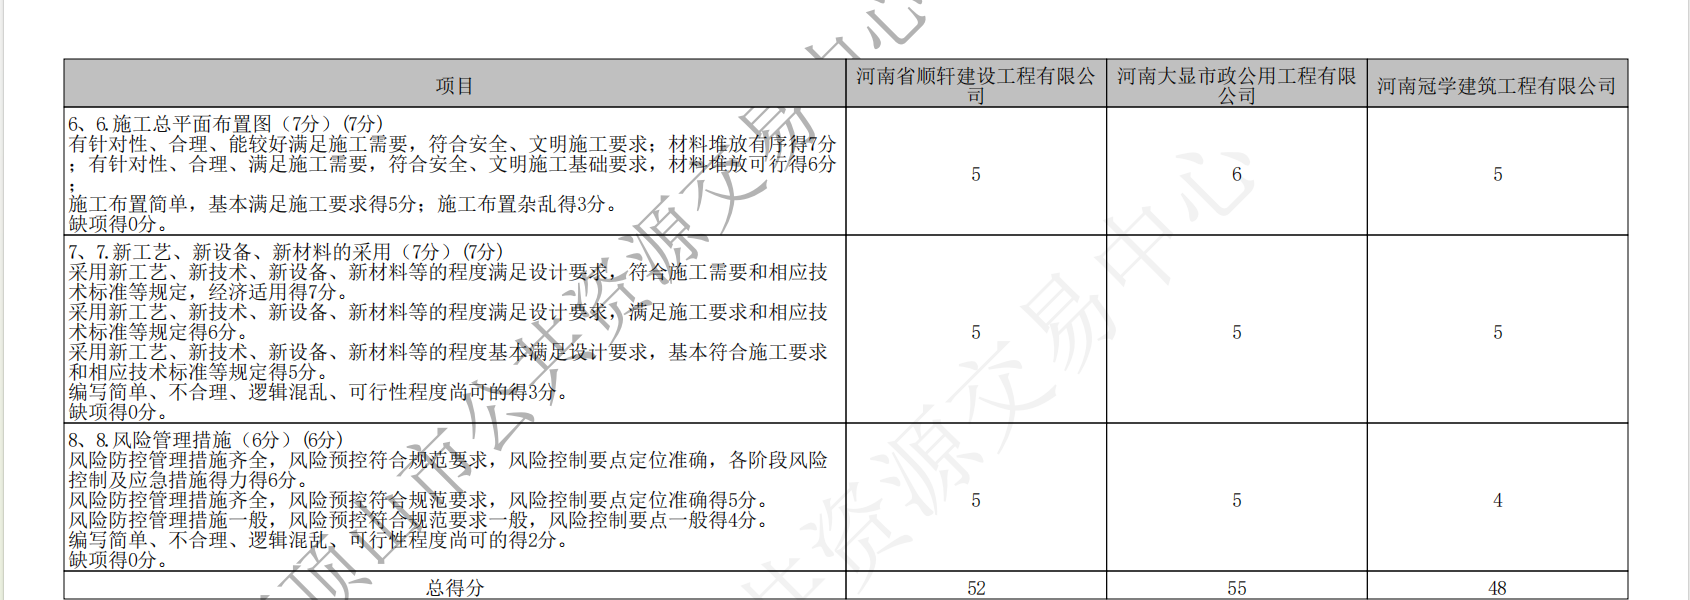 项目
河南省顺轩建设工程有限公
司
河南大显市政公用工程有限
公司
河南冠学建筑工程有限公司
6、6.施工总平面布置图（7分）(7分)
有针对性、合理、能较好满足施工需要，符合安全、文明施工要求；材料堆放有序得7分
；有针对性、合理、满足施工需要，符合安全、文明施工基础要求，材料堆放可行得6分
；
施工布置简单，基本满足施工要求得5分；施工布置杂乱得3分。
缺项得0分。
5
6
5
7、7.新工艺、新设备、新材料的采用（7分）(7分)
采用新工艺、新技术、新设备、新材料等的程度满足设计要求，符合施工需要和相应技
术标准等规定，经济适用得7分。
采用新工艺、新技术、新设备、新材料等的程度满足设计要求，满足施工要求和相应技
术标准等规定得6分。
采用新工艺、新技术、新设备、新材料等的程度基本满足设计要求，基本符合施工要求
和相应技术标准等规定得5分。
编写简单、不合理、逻辑混乱、可行性程度尚可的得3分。
缺项得0分。
5
5
5
8、8.风险管理措施（6分）(6分)
风险防控管理措施齐全，风险预控符合规范要求，风险控制要点定位准确，各阶段风险
控制及应急措施得力得6分。
风险防控管理措施齐全，风险预控符合规范要求，风险控制要点定位准确得5分。
风险防控管理措施一般，风险预控符合规范要求一般，风险控制要点一般得4分。
编写简单、不合理、逻辑混乱、可行性程度尚可的得2分。
缺项得0分。
5
5
4
总得分
52
55
48
顶山市公共资源交易中心
共资源交易中心